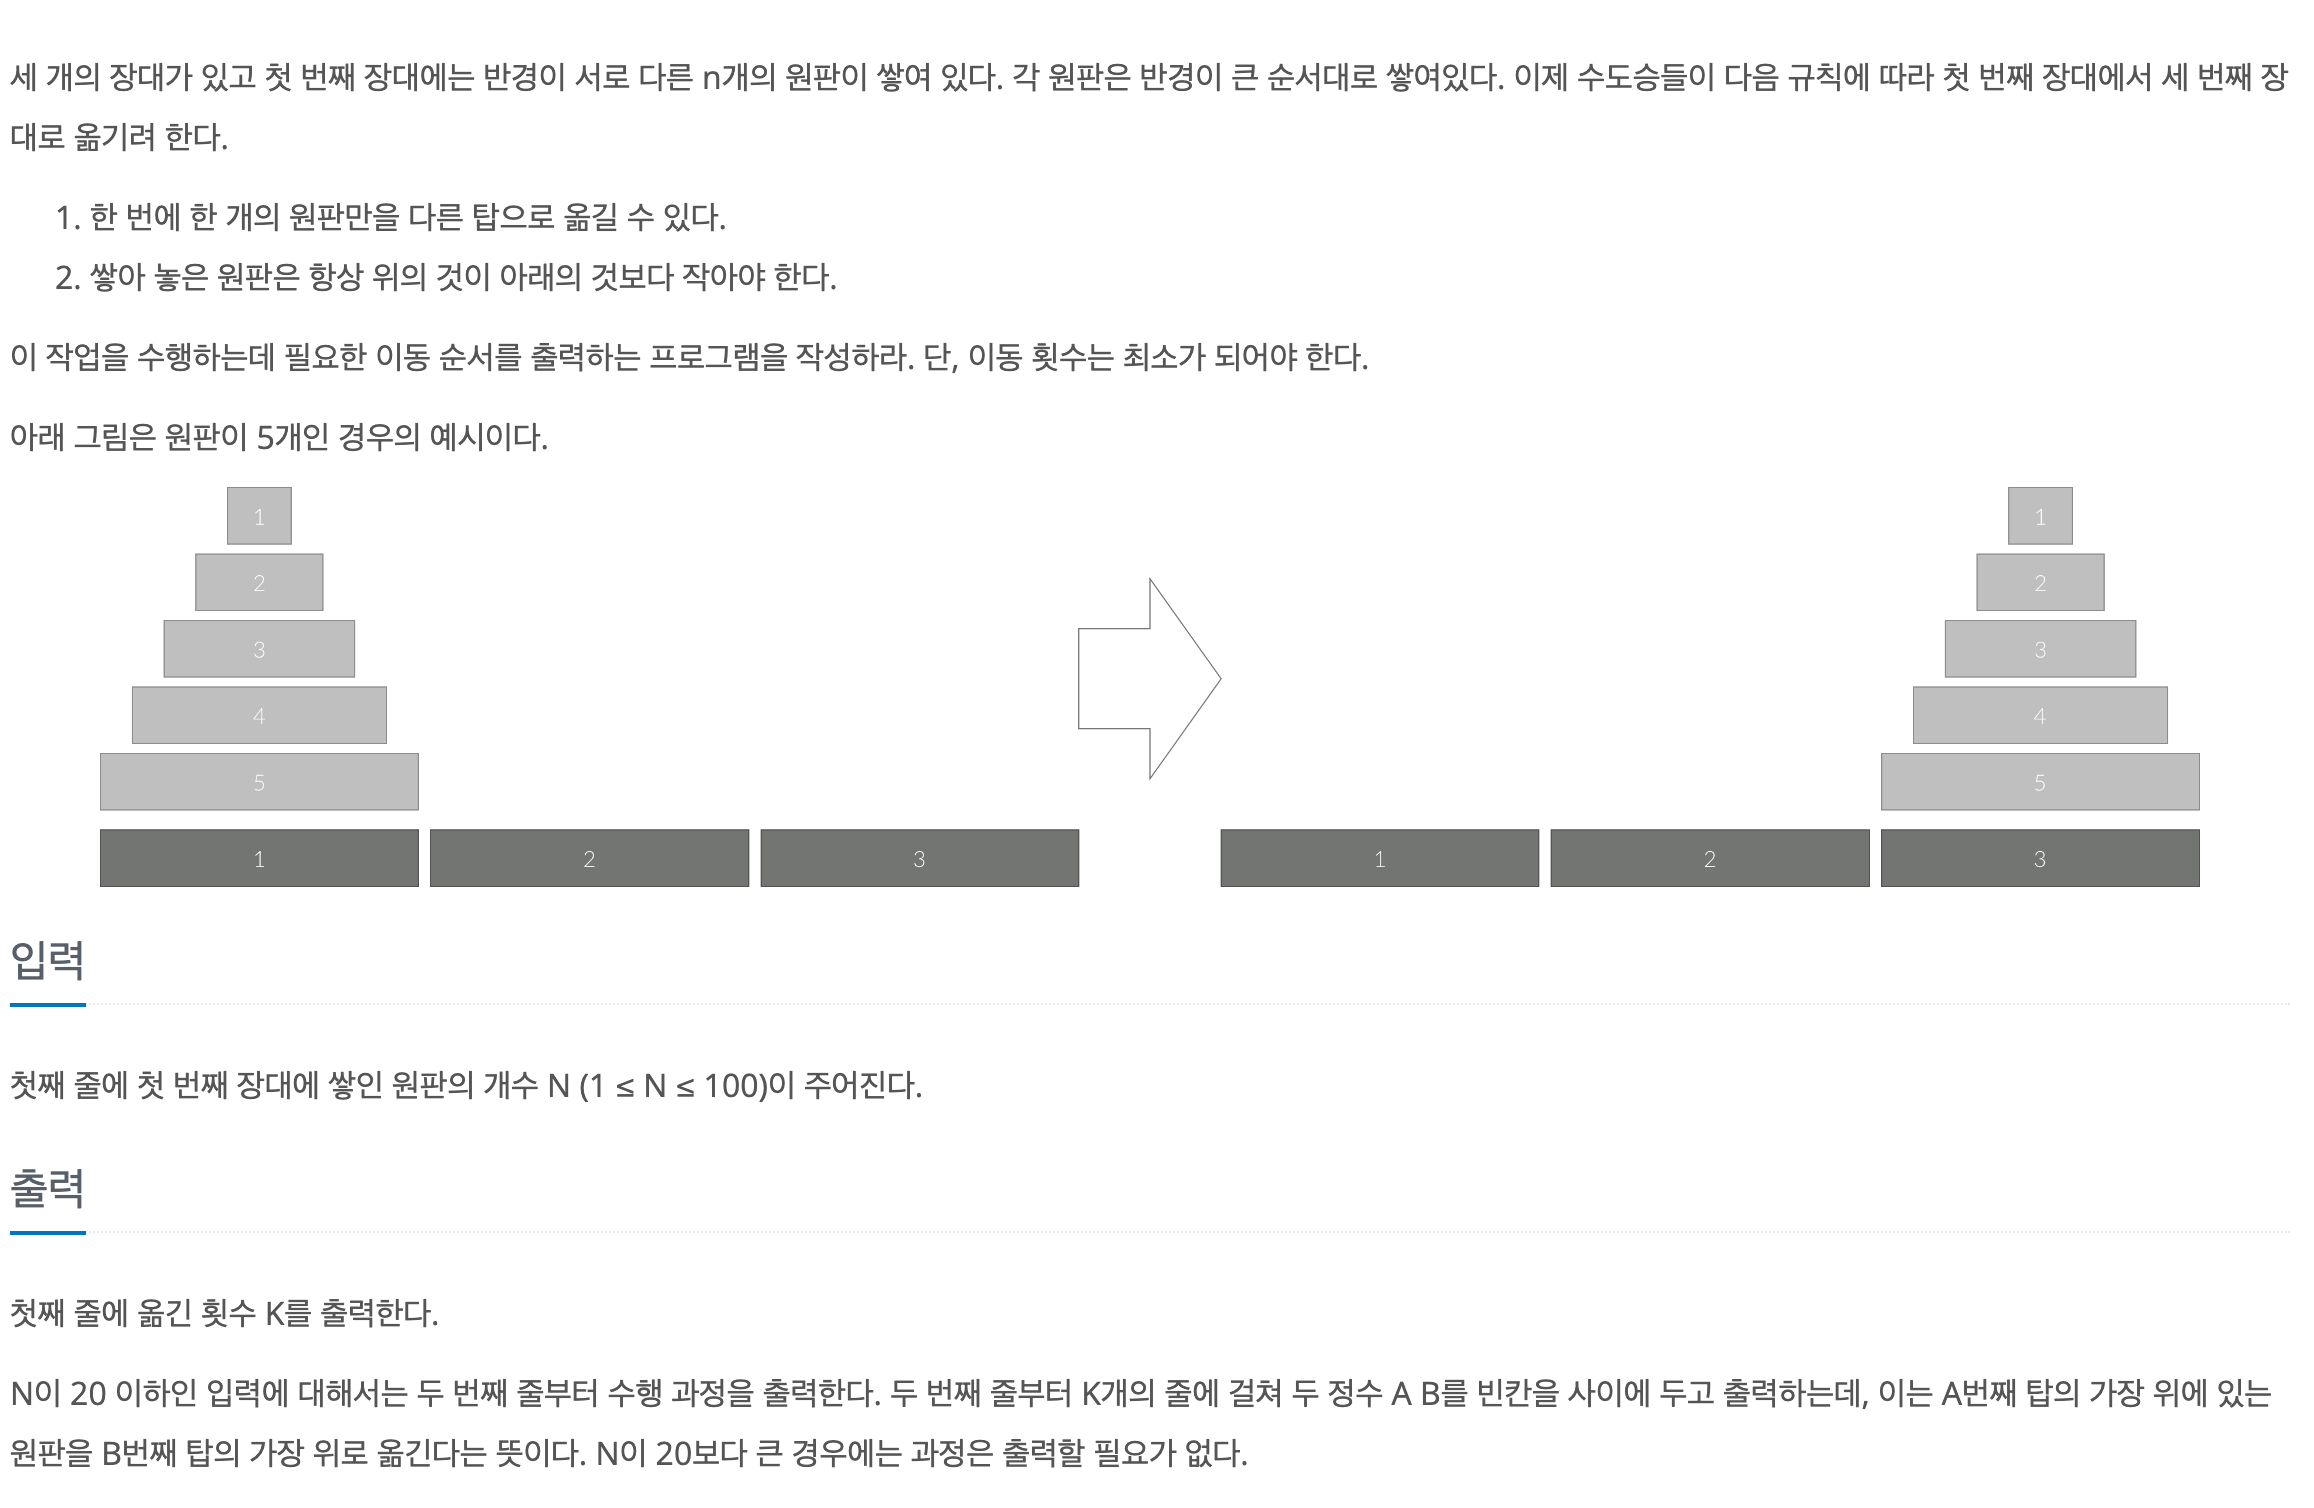 세 개의 장대가 있고 첫 번째 장대에는 반경이 서로 다른 n개의 원판이 쌓여 있다. 각 원판은 반경이 큰 순서대로 쌓여있다. 이제 수도승들이 다음 규칙에 따라 첫 번째 장대에서 세 번째 장
대로 옮기려 한다.
1. 한 번에 한 개의 원판만을 다른 탑으로 옮길 수 있다.
2. 쌓아 놓은 원판은 항상 위의 것이 아래의 것보다 작아야 한다.
이 작업을 수행하는데 필요한 이동 순서를 출력하는 프로그램을 작성하라. 단, 이동 횟수는 최소가 되어야 한다.
아래 그림은 원판이 5개인 경우의 예시이다.
1 1
2 2
3 3
4 4
5 5
1 2 3 1 2 3
입력
첫째 줄에 첫 번째 장대에 쌓인 원판의 개수 N (1 ≤ N ≤ 100)이 주어진다.
출력
첫째 줄에 옮긴 횟수 K를 출력한다.
N이 20 이하인 입력에 대해서는 두 번째 줄부터 수행 과정을 출력한다. 두 번째 줄부터 K개의 줄에 걸쳐 두 정수 A B를 빈칸을 사이에 두고 출력하는데, 이는 A번째 탑의 가장 위에 있는
원판을 B번째 탑의 가장 위로 옮긴다는 뜻이다. N이 20보다 큰 경우에는 과정은 출력할 필요가 없다.